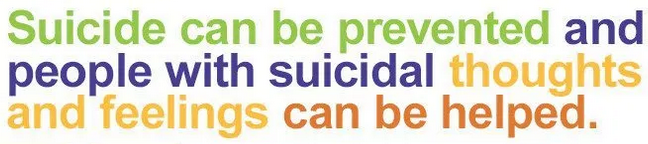 Suicide can be prevented and
people with suicidal thoughts
and feelings can be helped.